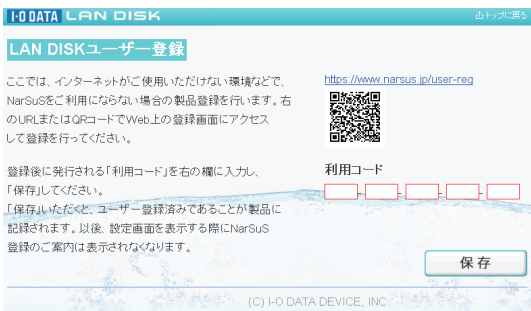 I-O DATA LAN DISK
凸トップに戻る
LAN DISKユーザー登録
ここでは、インターネットがご使用いただけない環境などで、
NarSuSをご利用にならない場合の製品登録を行います。右
のURLまたはQRコードでWeb上の登録画面にアクセス
して登録を行ってください。
登録後に発行される「利用コード」を右の欄に入力し、
「保存」してください。
「保存」いただくと、ユーザー登録済みであることが製品に
記録されます。以後、設定画面を表示する際にNarSuS
登録のご案内は表示されなくなります。
https://www.narsus.jp/user-reg
利用コード
- - - -
保存
(C) I-O DATA DEVICE, INC.